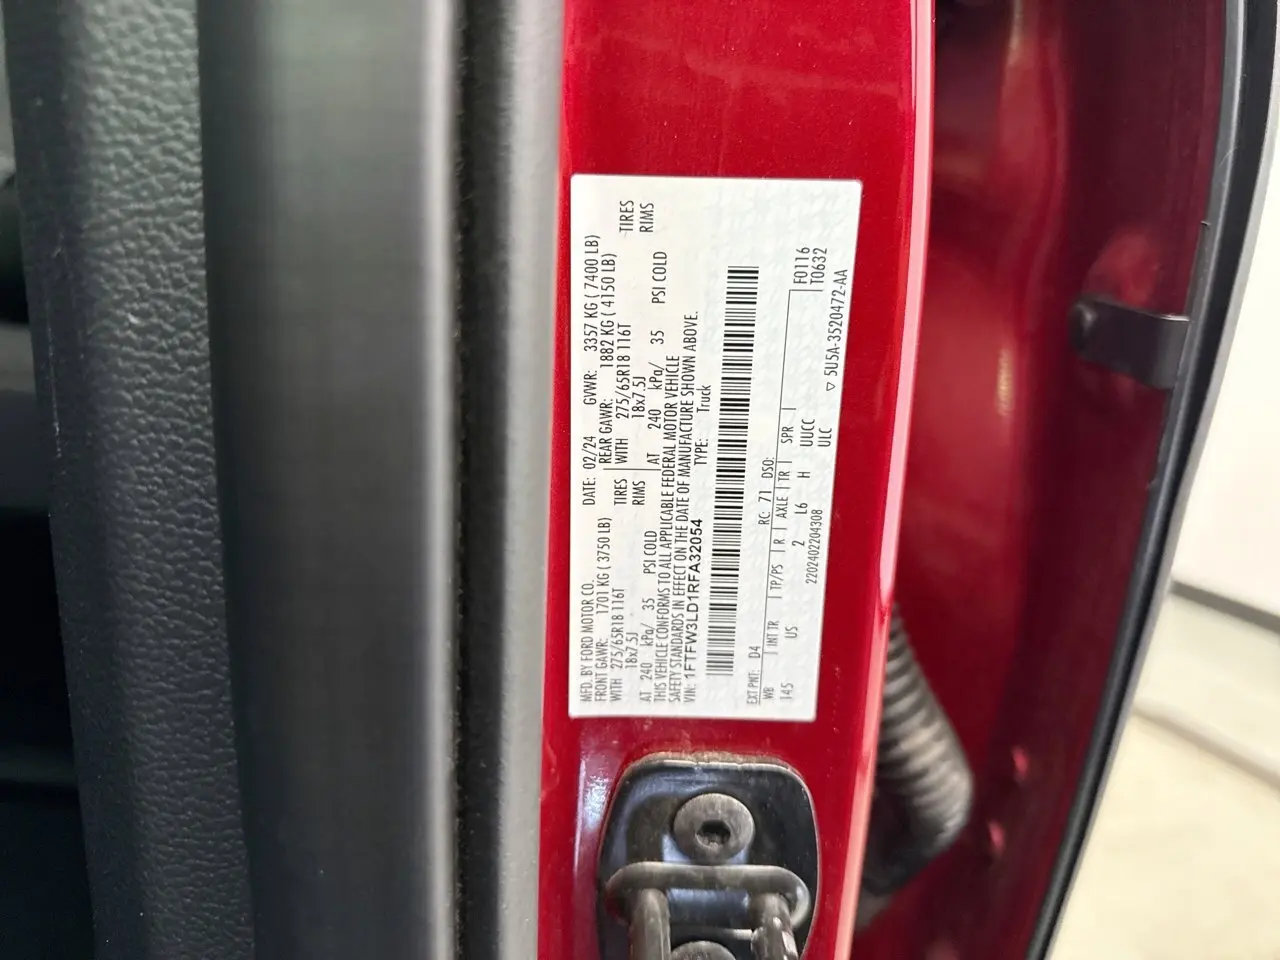 MFD. BY FORD MOTOR CO.
DATE: 02/24 GVWR: 3357 KG ( 7400 LB)
FRONT GAWR: 1701 KG ( 3750 LB)
REAR GAWR: 1882 KG ( 4150 LB)
WITH 275/65R18 116T TIRES
WITH 275/65R18 116T TIRES
18x7.5J RIMS
18x7.5J RIMS
AT 240 kPa/ 35 PSI COLD
AT 240 kPa/ 35 PSI COLD
THIS VEHICLE CONFORMS TO ALL APPLICABLE FEDERAL MOTOR VEHICLE
SAFETY STANDARDS IN EFFECT ON THE DATE OF MANUFACTURE SHOWN ABOVE.
VIN: 1FTFW3LD1RFA32054
TYPE: Truck
EXT PNT: D4 RC: 71 DSO:
WB INT TR TP/PS R AXLE TR SPR
F0116
T0632
145 US 2 L6 H UUCC
ULC
2202402204308
▽ 5U5A-3520472-AA